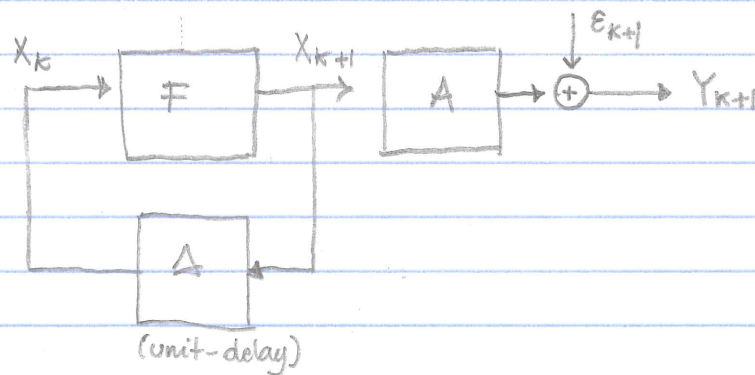 ε_{k+1}
X_k X_{k+1}
F A + Y_{k+1}
Δ
(unit-delay)